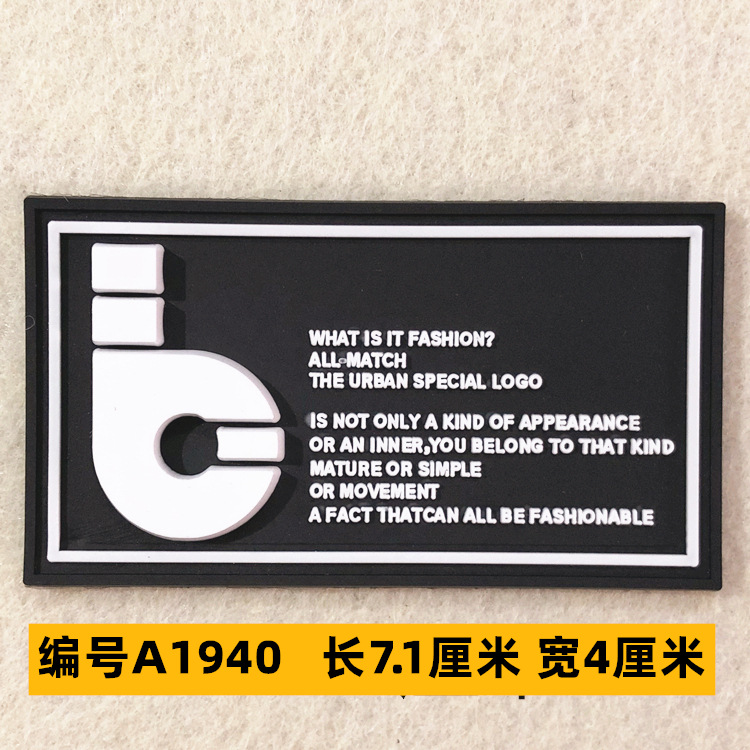 WHAT IS IT FASHION?
ALL-MATCH
THE URBAN SPECIAL LOGO
IS NOT ONLY A KIND OF APPEARANCE
OR AN INNER,YOU BELONG TO THAT KIND
MATURE OR SIMPLE
OR MOVEMENT
A FACT THATCAN ALL BE FASHIONABLE
编号A1940 长7.1厘米 宽4厘米